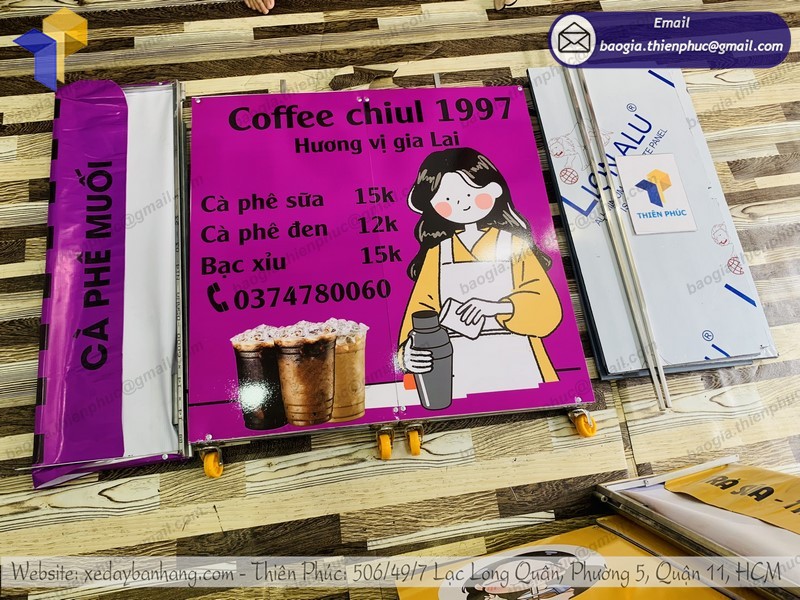 Email
baogia.thienphuc@gmail.com
Coffee chiul 1997
Hương vị gia Lai
Cà phê sữa 15k
Cà phê đen 12k
Bạc xỉu 15k
0374780060
CÀ PHÊ MUỐI
ALU
®
THIÊN PHÚC
Website: xedaybanhang.com - Thiên Phúc: 506/49/7 Lạc Long Quân, Phường 5, Quận 11, HCM